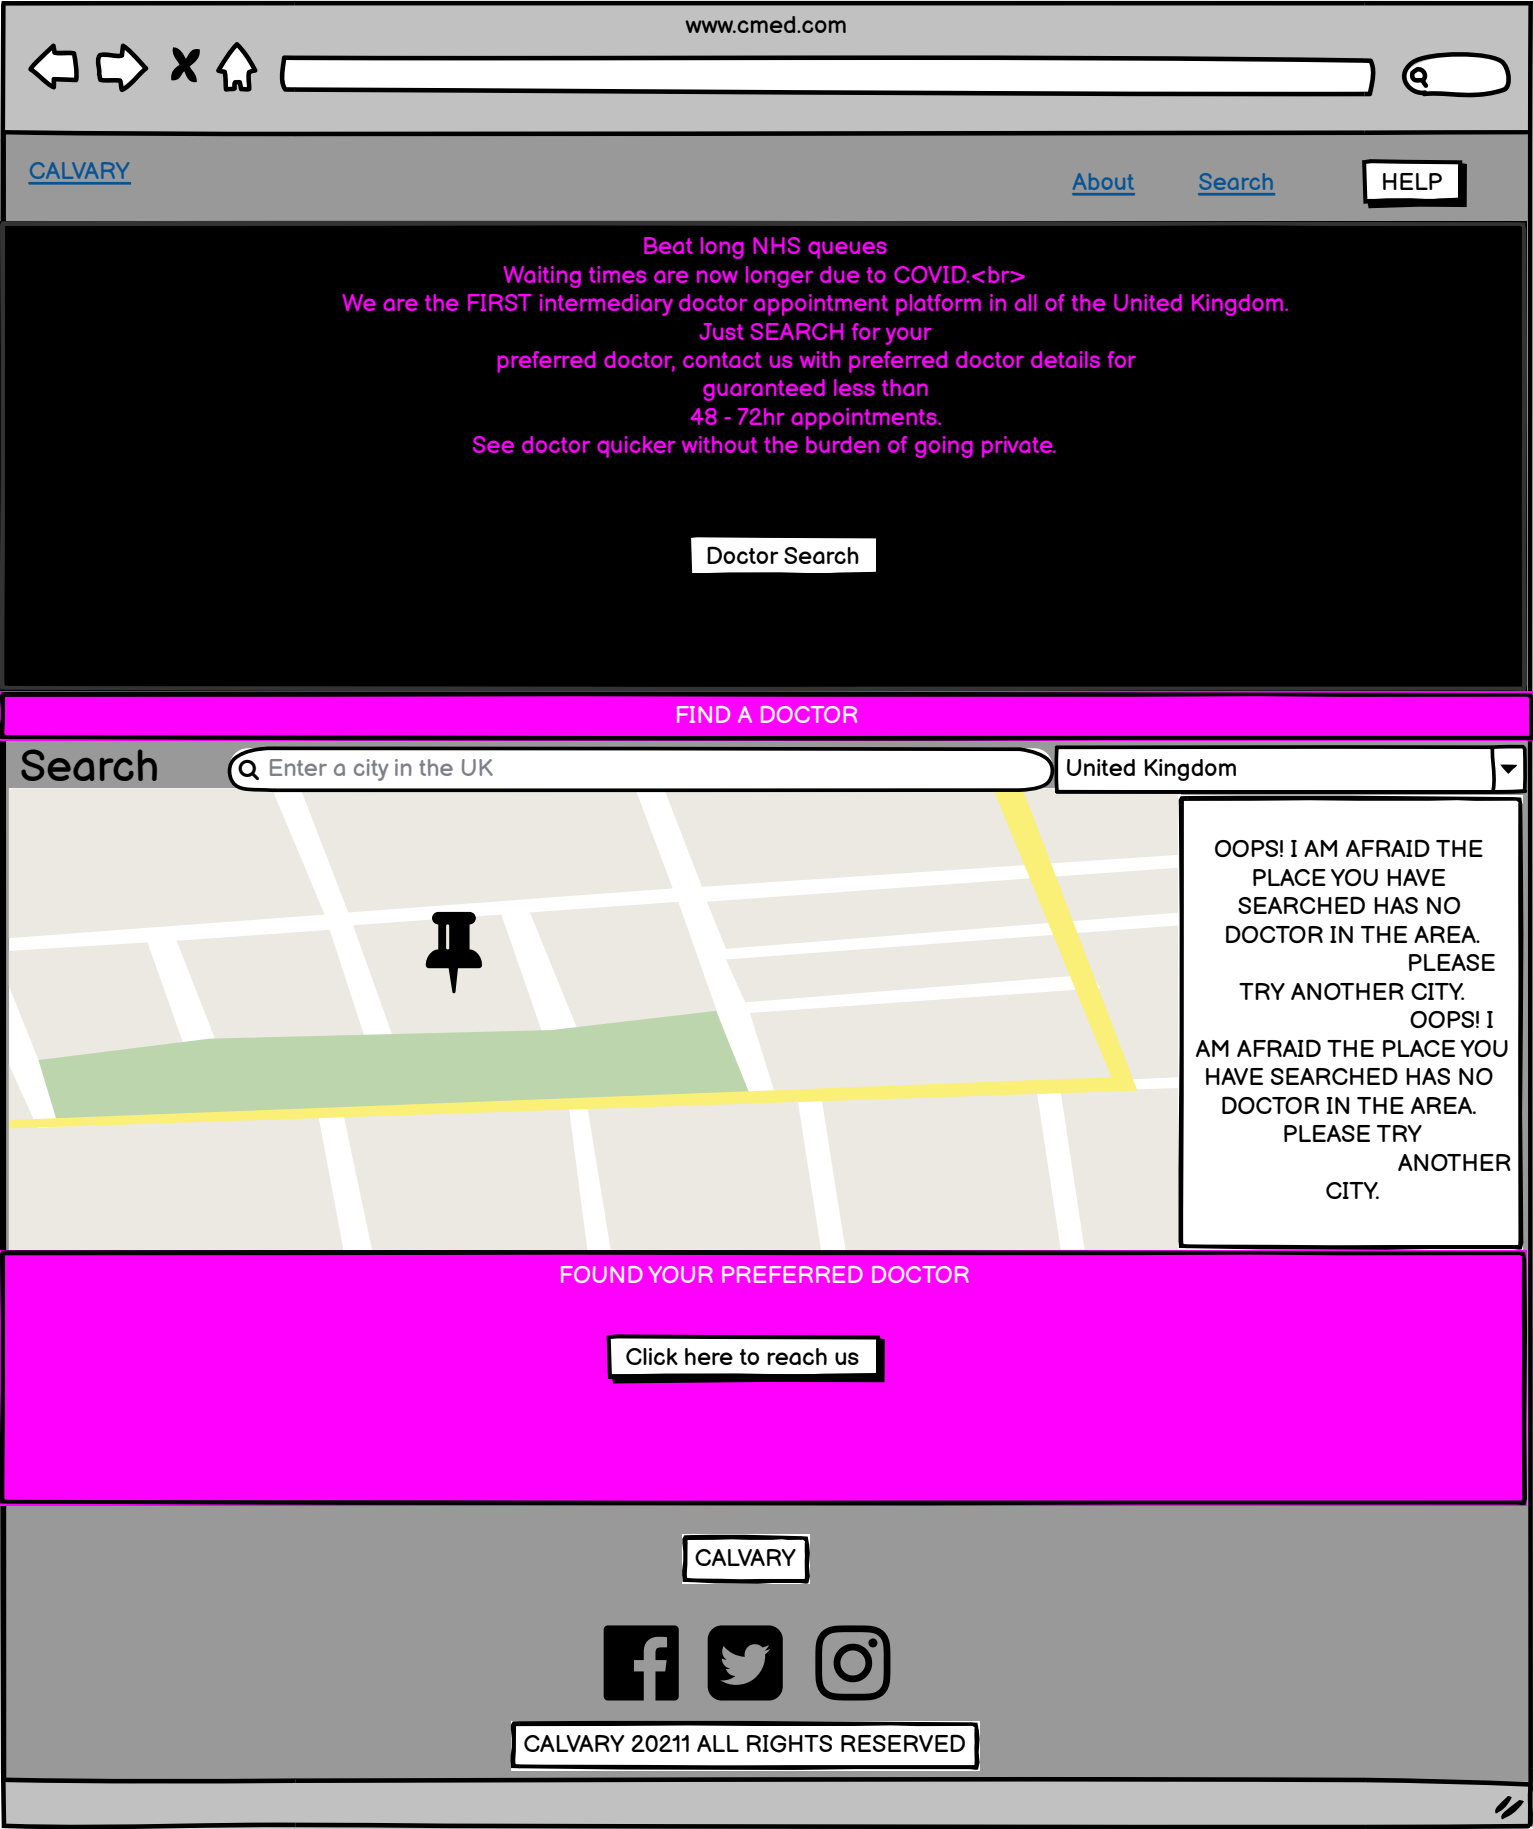 www.cmed.com
CALVARY
About
Search
HELP
Beat long NHS queues
Waiting times are now longer due to COVID.<br>
We are the FIRST intermediary doctor appointment platform in all of the United Kingdom.
Just SEARCH for your
preferred doctor, contact us with preferred doctor details for
guaranteed less than
48 - 72hr appointments.
See doctor quicker without the burden of going private.
Doctor Search
FIND A DOCTOR
Search
Enter a city in the UK
United Kingdom
OOPS! I AM AFRAID THE
PLACE YOU HAVE
SEARCHED HAS NO
DOCTOR IN THE AREA.
PLEASE
TRY ANOTHER CITY.
OOPS! I
AM AFRAID THE PLACE YOU
HAVE SEARCHED HAS NO
DOCTOR IN THE AREA.
PLEASE TRY
ANOTHER
CITY.
FOUND YOUR PREFERRED DOCTOR
Click here to reach us
CALVARY
CALVARY 20211 ALL RIGHTS RESERVED